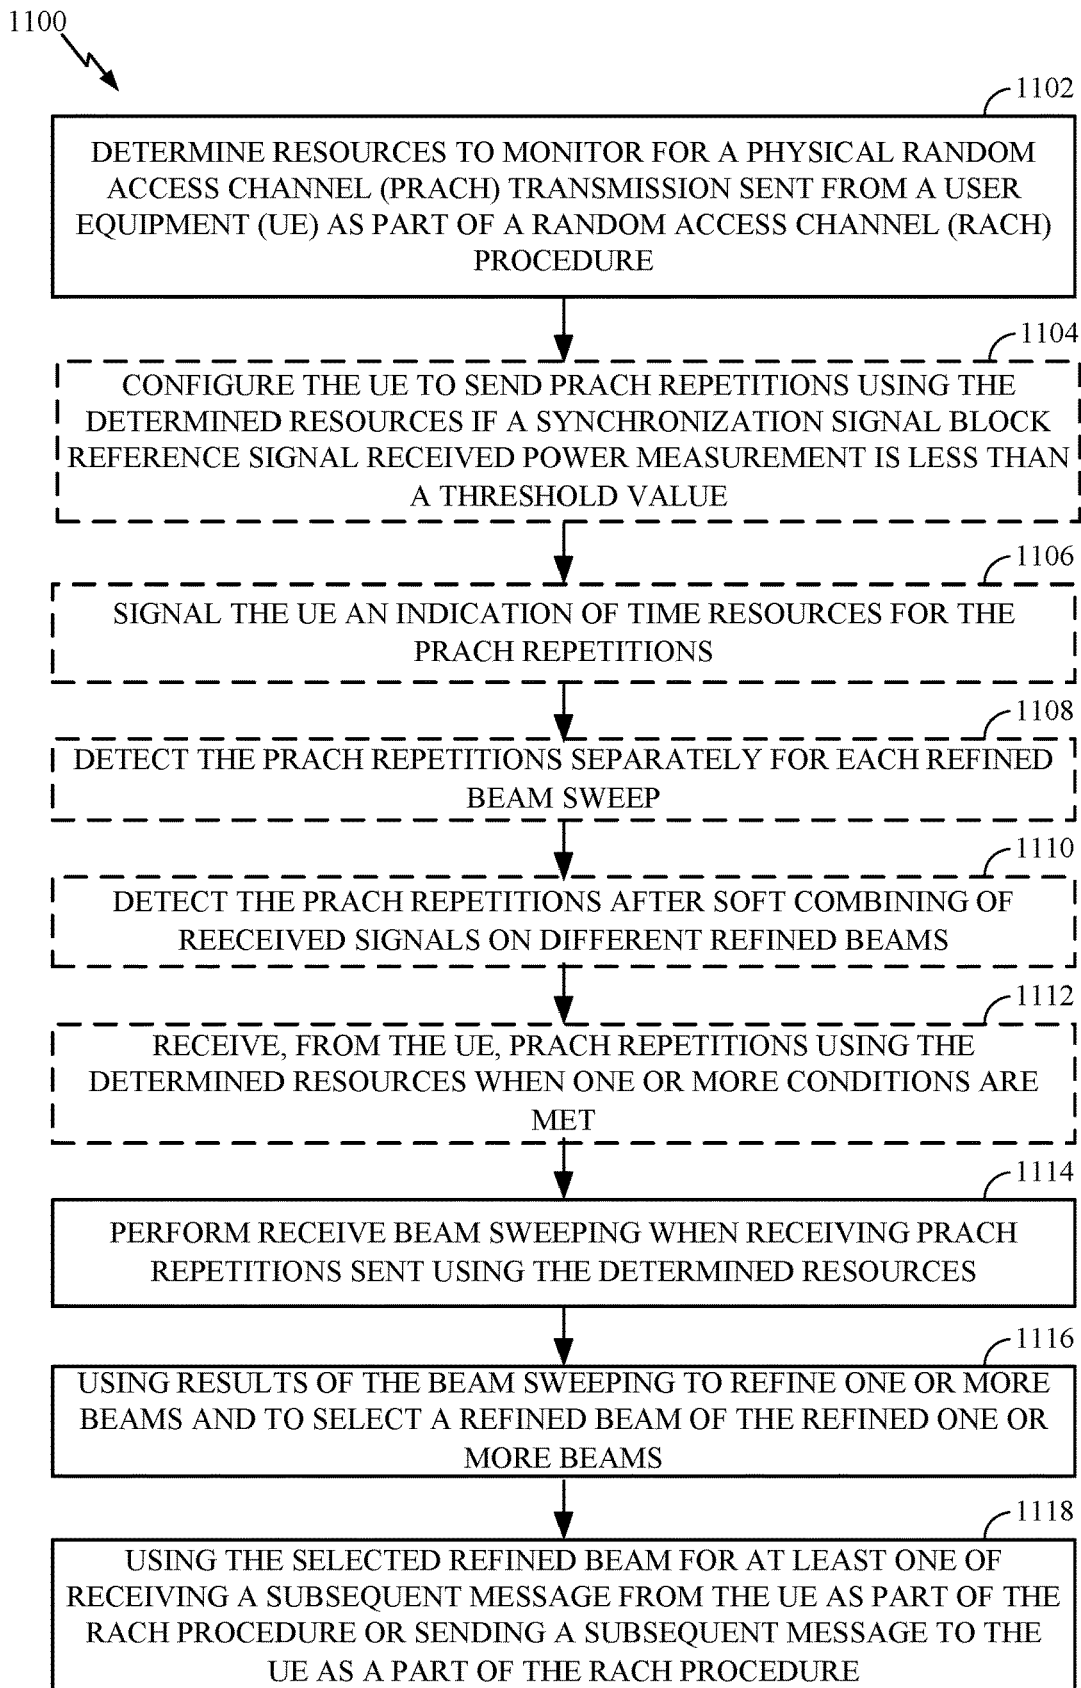 1100
1102
DETERMINE RESOURCES TO MONITOR FOR A PHYSICAL RANDOM
ACCESS CHANNEL (PRACH) TRANSMISSION SENT FROM A USER
EQUIPMENT (UE) AS PART OF A RANDOM ACCESS CHANNEL (RACH)
PROCEDURE
1104
CONFIGURE THE UE TO SEND PRACH REPETITIONS USING THE
DETERMINED RESOURCES IF A SYNCHRONIZATION SIGNAL BLOCK
REFERENCE SIGNAL RECEIVED POWER MEASUREMENT IS LESS THAN
A THRESHOLD VALUE
1106
SIGNAL THE UE AN INDICATION OF TIME RESOURCES FOR THE
PRACH REPETITIONS
1108
DETECT THE PRACH REPETITIONS SEPARATELY FOR EACH REFINED
BEAM SWEEP
1110
DETECT THE PRACH REPETITIONS AFTER SOFT COMBINING OF
REECEIVED SIGNALS ON DIFFERENT REFINED BEAMS
1112
RECEIVE, FROM THE UE, PRACH REPETITIONS USING THE
DETERMINED RESOURCES WHEN ONE OR MORE CONDITIONS ARE
MET
1114
PERFORM RECEIVE BEAM SWEEPING WHEN RECEIVING PRACH
REPETITIONS SENT USING THE DETERMINED RESOURCES
1116
USING RESULTS OF THE BEAM SWEEPING TO REFINE ONE OR MORE
BEAMS AND TO SELECT A REFINED BEAM OF THE REFINED ONE OR
MORE BEAMS
1118
USING THE SELECTED REFINED BEAM FOR AT LEAST ONE OF
RECEIVING A SUBSEQUENT MESSAGE FROM THE UE AS PART OF THE
RACH PROCEDURE OR SENDING A SUBSEQUENT MESSAGE TO THE
UE AS A PART OF THE RACH PROCEDURE